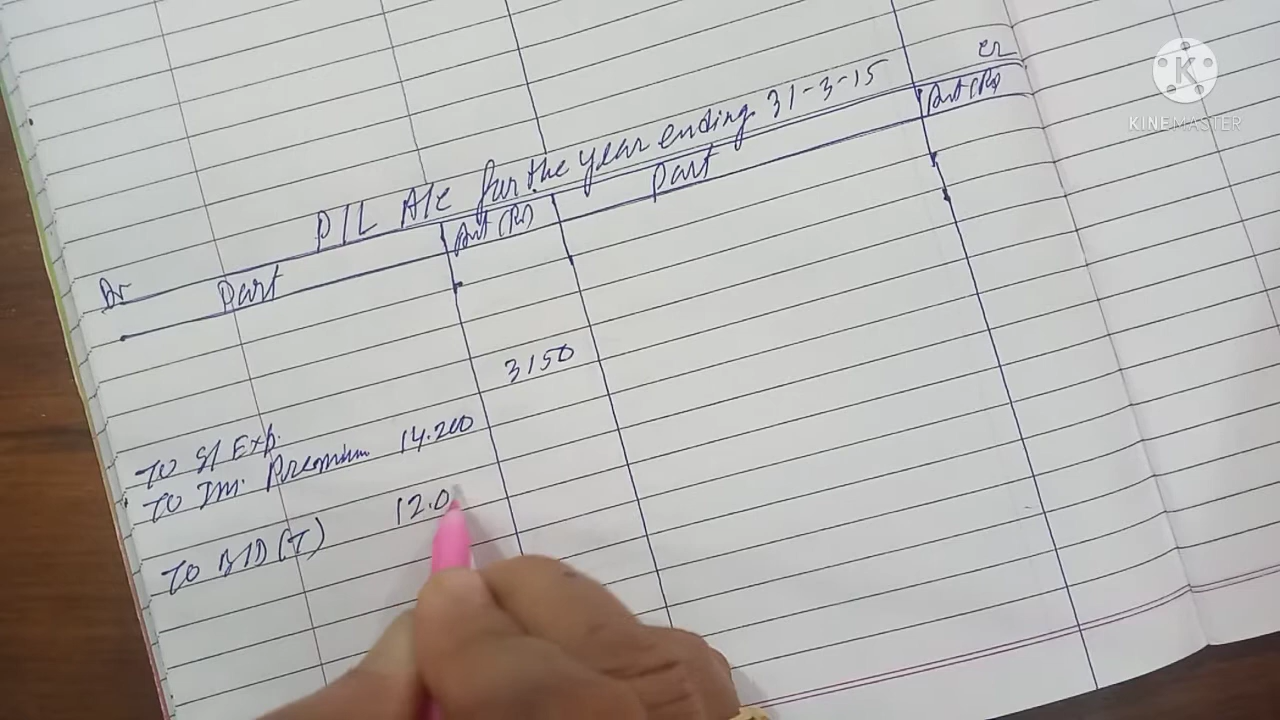 Cr
P/L A/c for the year ending 31-3-15
Dr Part Amt (Rs) Part Amt (Rs)
3150
To S/ Exp.
To Im. Premium 14.200
To B/D (T) 12.0
K
KINEMASTER